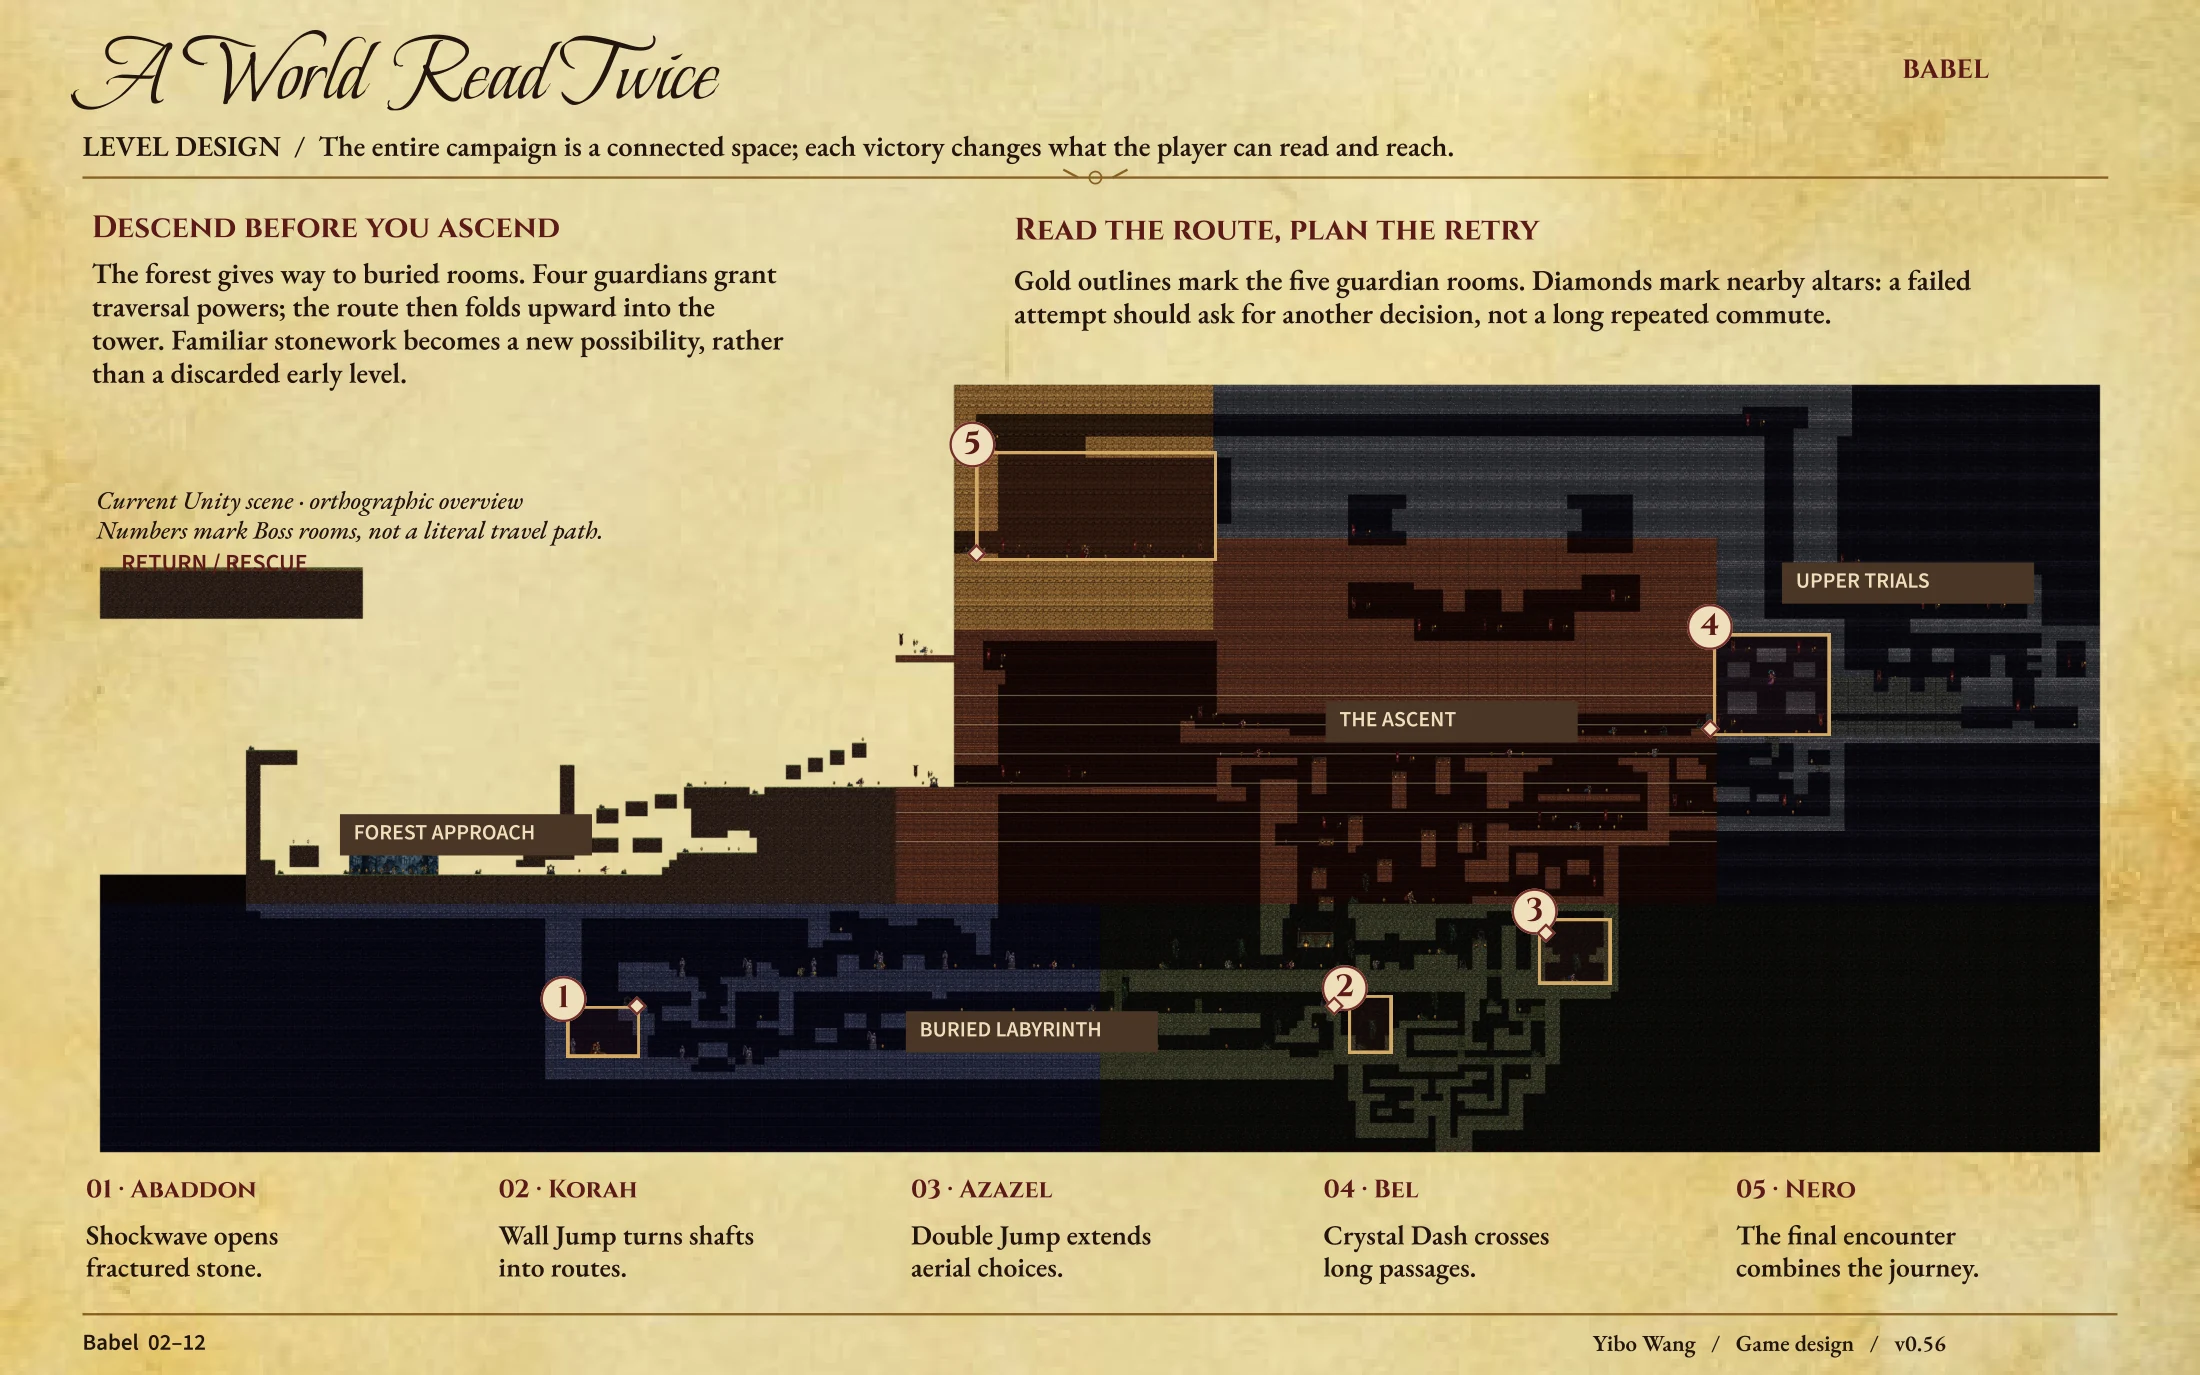 A World Read Twice
BABEL
LEVEL DESIGN / The entire campaign is a connected space; each victory changes what the player can read and reach.
DESCEND BEFORE YOU ASCEND
The forest gives way to buried rooms. Four guardians grant
traversal powers; the route then folds upward into the
tower. Familiar stonework becomes a new possibility, rather
than a discarded early level.
READ THE ROUTE, PLAN THE RETRY
Gold outlines mark the five guardian rooms. Diamonds mark nearby altars: a failed
attempt should ask for another decision, not a long repeated commute.
Current Unity scene · orthographic overview
Numbers mark Boss rooms, not a literal travel path.
RETURN / RESCUE
5
UPPER TRIALS
4
THE ASCENT
FOREST APPROACH
3
2
1
BURIED LABYRINTH
01 · ABADDON
Shockwave opens
fractured stone.
02 · KORAH
Wall Jump turns shafts
into routes.
03 · AZAZEL
Double Jump extends
aerial choices.
04 · BEL
Crystal Dash crosses
long passages.
05 · NERO
The final encounter
combines the journey.
Babel 02–12
Yibo Wang / Game design / v0.56